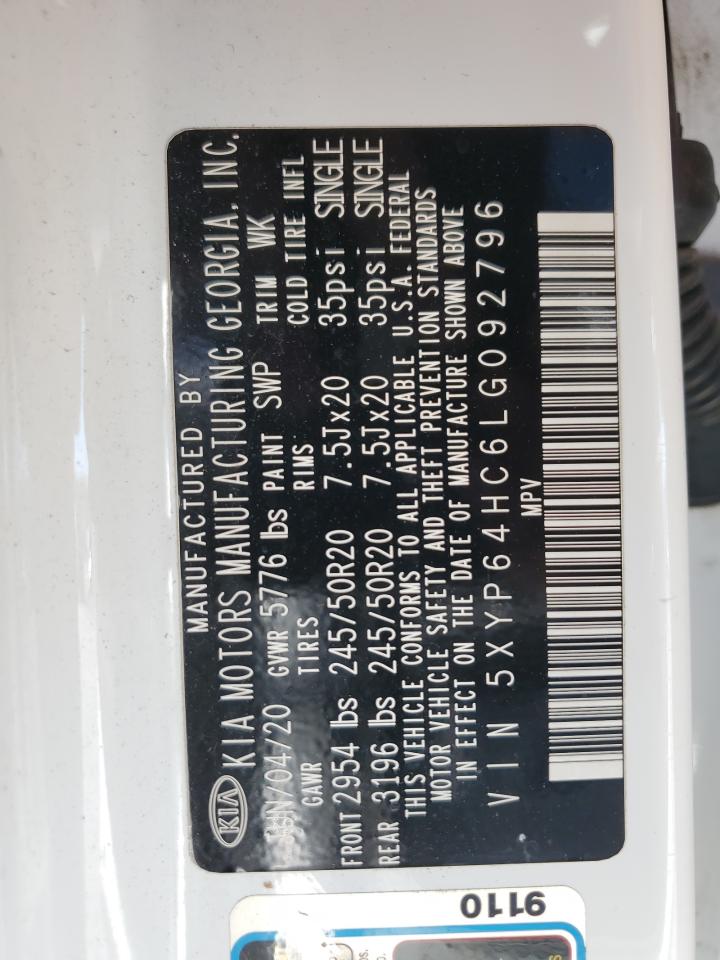 MANUFACTURED BY
KIA KIA MOTORS MANUFACTURING GEORGIA, INC.
JUN/04/20 GVWR 5776 lbs PAINT SWP TRIM WK
GAWR TIRES RIMS COLD TIRE INFL
FRONT 2954 lbs 245/50R20 7.5Jx20 35psi SINGLE
REAR 3196 lbs 245/50R20 7.5Jx20 35psi SINGLE
THIS VEHICLE CONFORMS TO ALL APPLICABLE U.S.A. FEDERAL
MOTOR VEHICLE SAFETY AND THEFT PREVENTION STANDARDS
IN EFFECT ON THE DATE OF MANUFACTURE SHOWN ABOVE
VIN 5XYP64HC6LG092796
MPV
9110